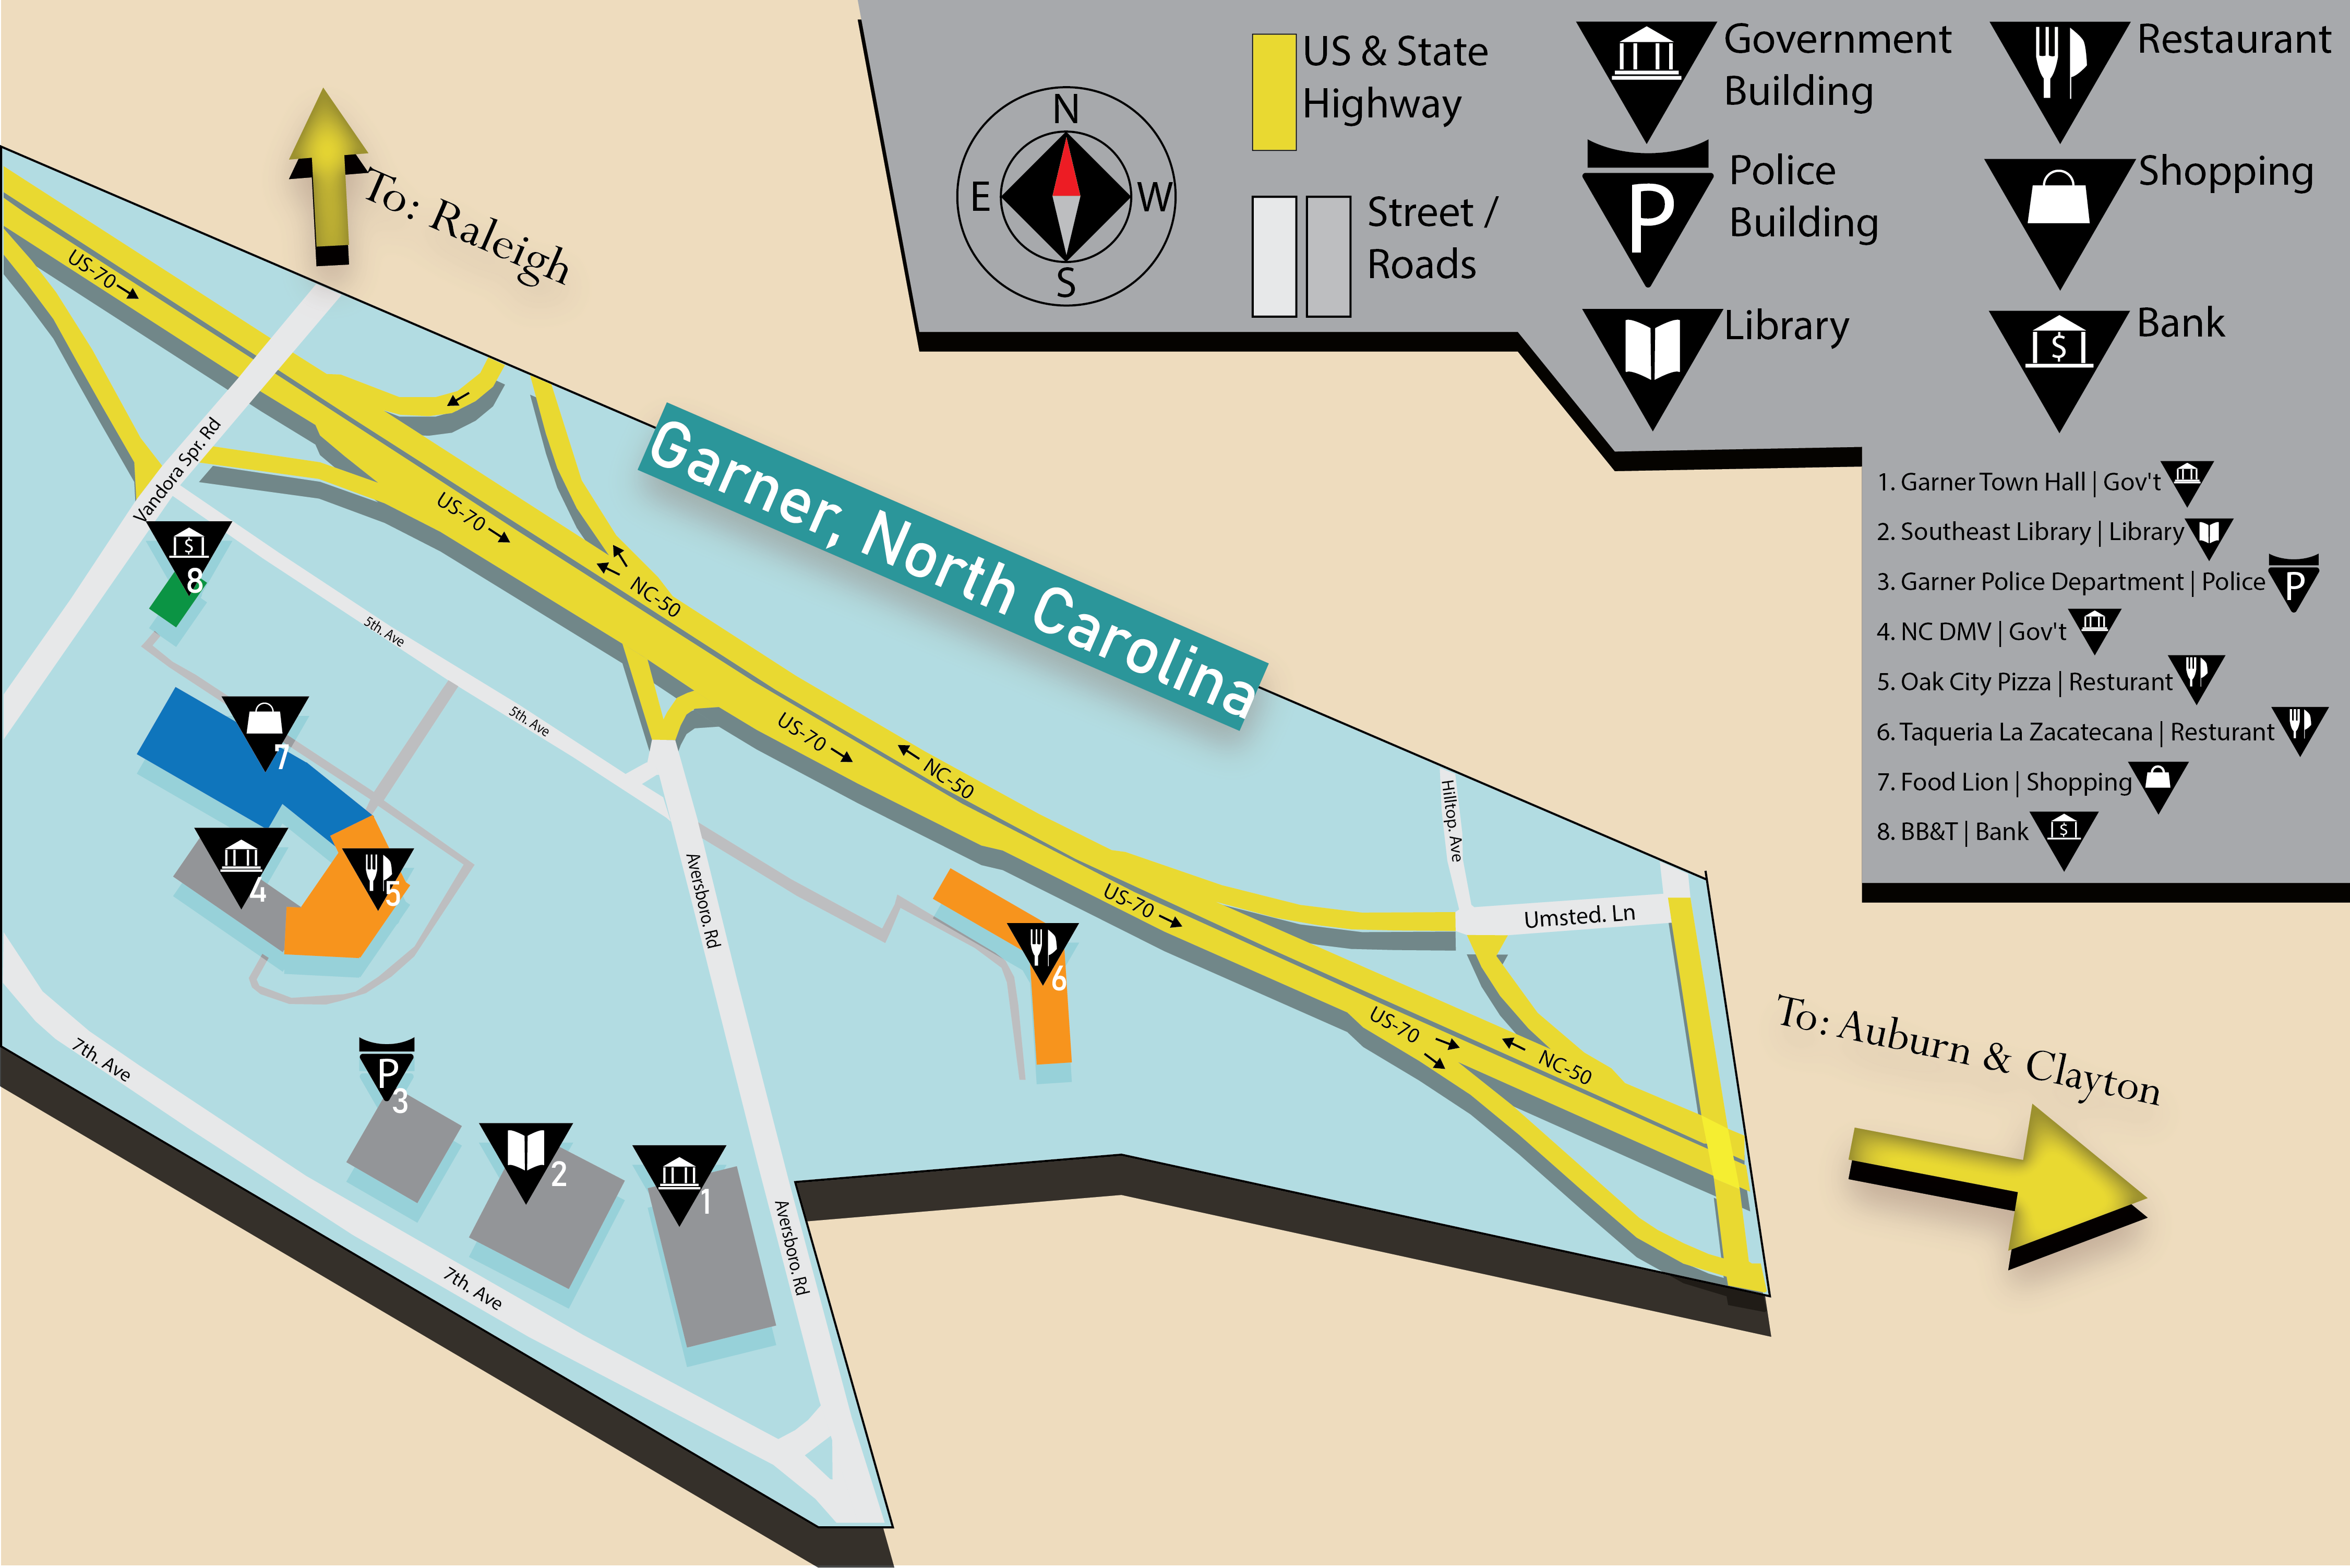 To: Raleigh
N
E
W
S
US & State
Highway
Street /
Roads
Government
Building
P
Police
Building
Library
Restaurant
Shopping
$
Bank
1. Garner Town Hall | Gov't
2. Southeast Library | Library
3. Garner Police Department | Police
P
4. NC DMV | Gov't
5. Oak City Pizza | Resturant
6. Taqueria La Zacatecana | Resturant
7. Food Lion | Shopping
8. BB&T | Bank
$
Garner, North Carolina
US-70
Vandora Spr. Rd
US-70
NC-50
$
8
5th. Ave
5th. Ave
US-70
NC-50
7
4
5
Aversboro. Rd
6
US-70
Hilltop. Ave
Umsted. Ln
US-70
NC-50
To: Auburn & Clayton
7th. Ave
P
3
2
1
Aversboro. Rd
7th. Ave